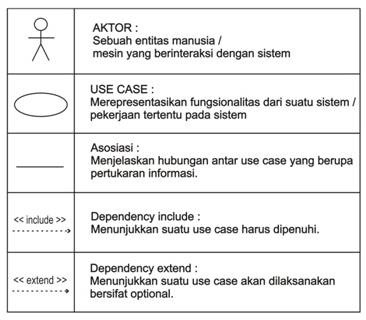 AKTOR :
Sebuah entitas manusia /
mesin yang berinteraksi dengan sistem
USE CASE :
Merepresentasikan fungsionalitas dari suatu sistem /
pekerjaan tertentu pada sistem
Asosiasi :
Menjelaskan hubungan antar use case yang berupa
pertukaran informasi.
<< include >>
Dependency include :
Menunjukkan suatu use case harus dipenuhi.
<< extend >>
Dependency extend :
Menunjukkan suatu use case akan dilaksanakan
bersifat optional.